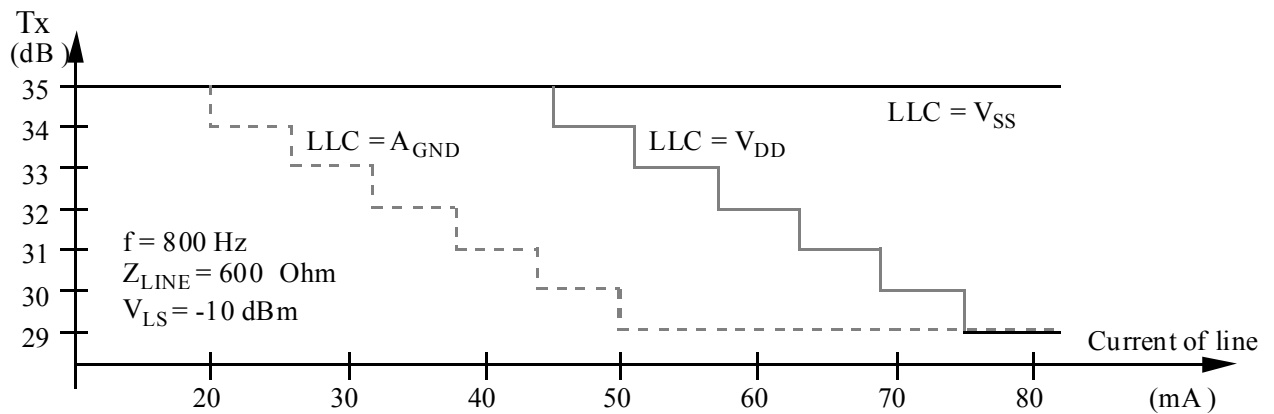 Tx
(dB)
35
34
33
32
31
30
29
LLC = V_SS
LLC = A_GND
LLC = V_DD
f = 800 Hz
Z_LINE = 600 Ohm
V_LS = -10 dBm
Current of line
20 30 40 50 60 70 80 (mA )